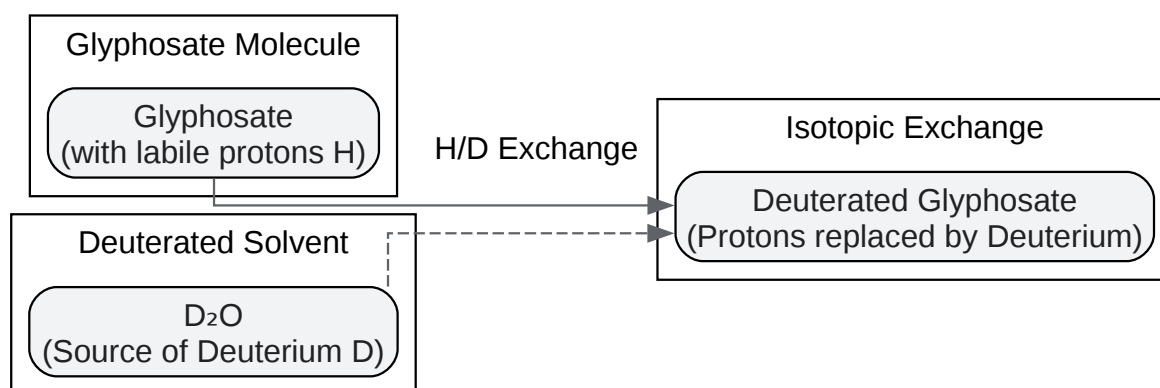 Glyphosate Molecule
Glyphosate
(with labile protons H)
H/D Exchange
Isotopic Exchange
Deuterated Glyphosate
(Protons replaced by Deuterium)
Deuterated Solvent
D₂O
(Source of Deuterium D)